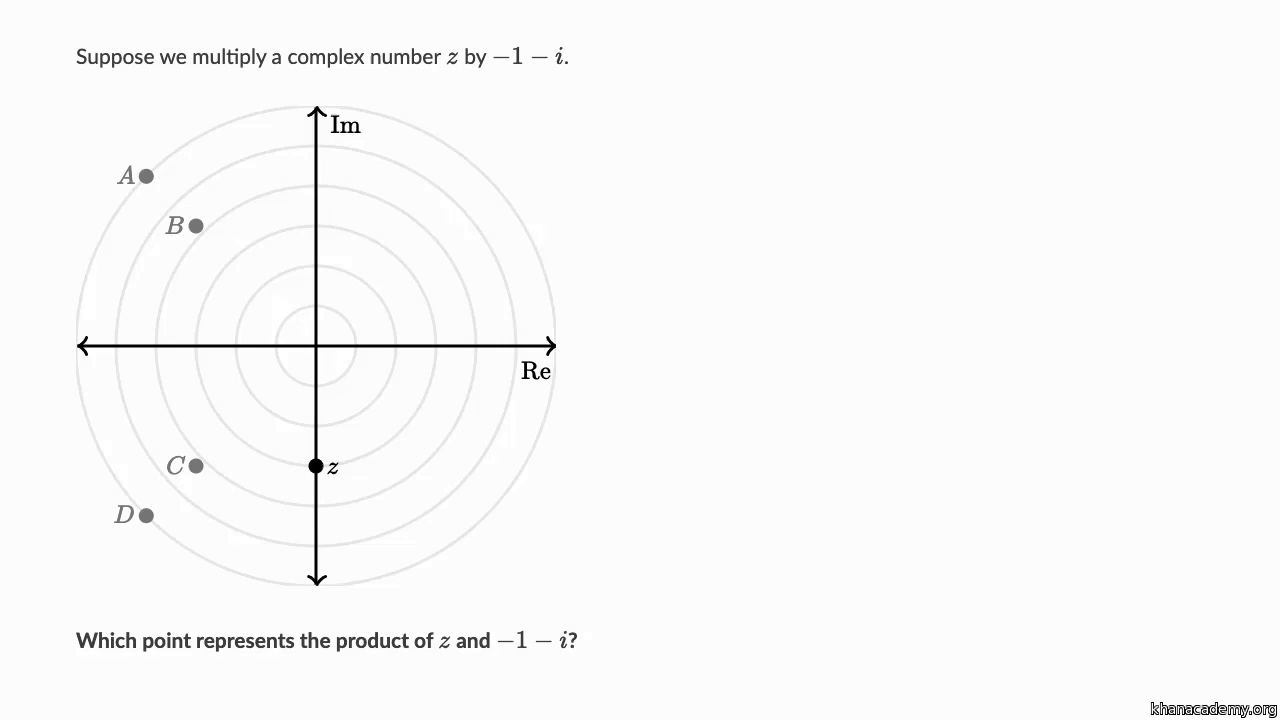 Suppose we multiply a complex number z by −1 − i.
Im
A
B
Re
C
z
D
Which point represents the product of z and −1 − i?
khanacademy.org